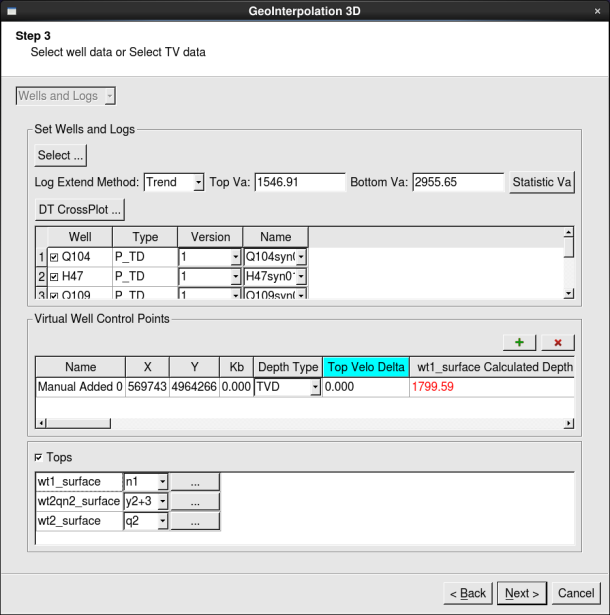 GeoInterpolation 3D
Step 3
Select well data or Select TV data
Wells and Logs
Set Wells and Logs
Select ...
Log Extend Method: Trend Top Va: 1546.91 Bottom Va: 2955.65 Statistic Va
DT CrossPlot ...
Well Type Version Name
1 Q104 P_TD 1 Q104syn(
2 H47 P_TD 1 H47syn0
3 Q109 P_TD 1 Q109syn(
Virtual Well Control Points
Name X Y Kb Depth Type Top Velo Delta wt1_surface Calculated Depth
Manual Added 0 569743 4964266 0.000 TVD 0.000 1799.59
Tops
wt1_surface n1 ...
wt2qn2_surface y2+3 ...
wt2_surface q2 ...
< Back Next > Cancel